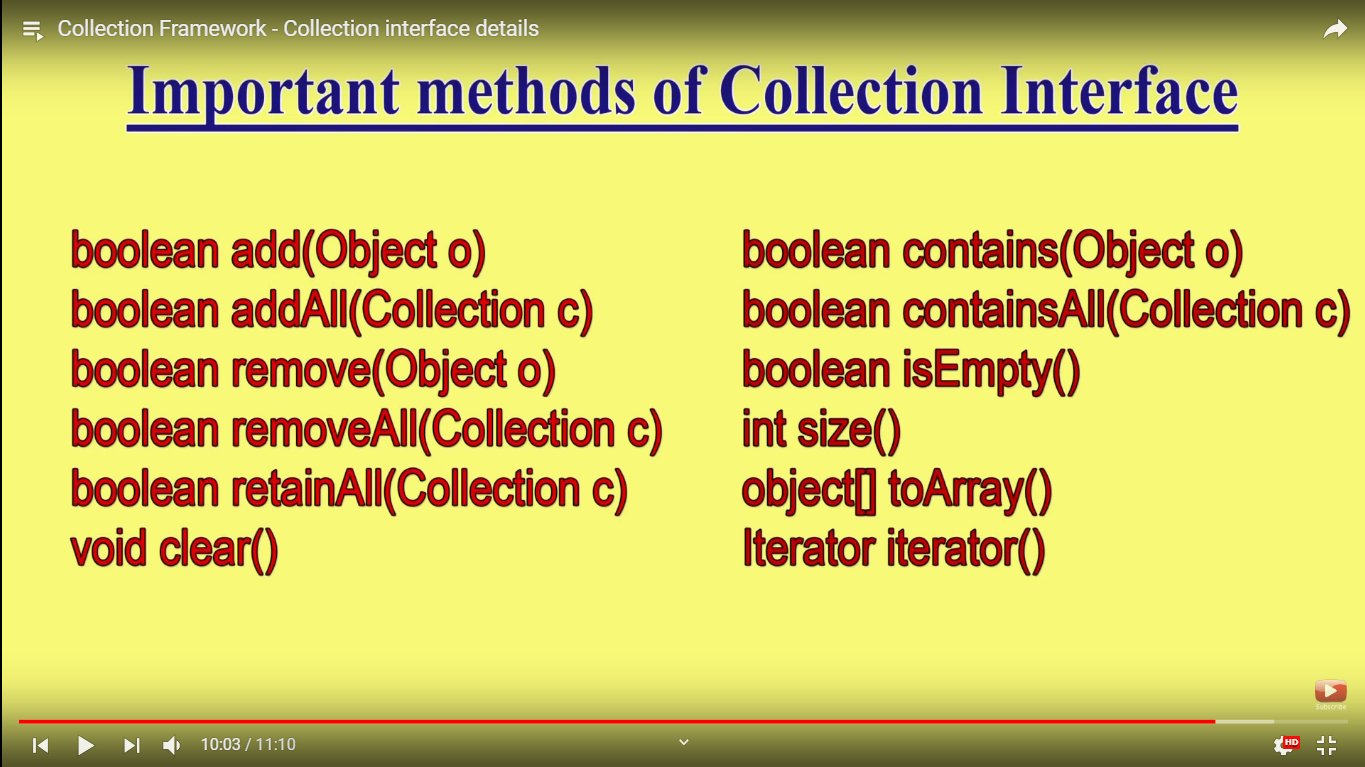 Collection Framework - Collection interface details
Important methods of Collection Interface
boolean add(Object o)
boolean addAll(Collection c)
boolean remove(Object o)
boolean removeAll(Collection c)
boolean retainAll(Collection c)
void clear()
boolean contains(Object o)
boolean containsAll(Collection c)
boolean isEmpty()
int size()
object[] toArray()
Iterator iterator()
Subscribe
10:03 / 11:10
HD